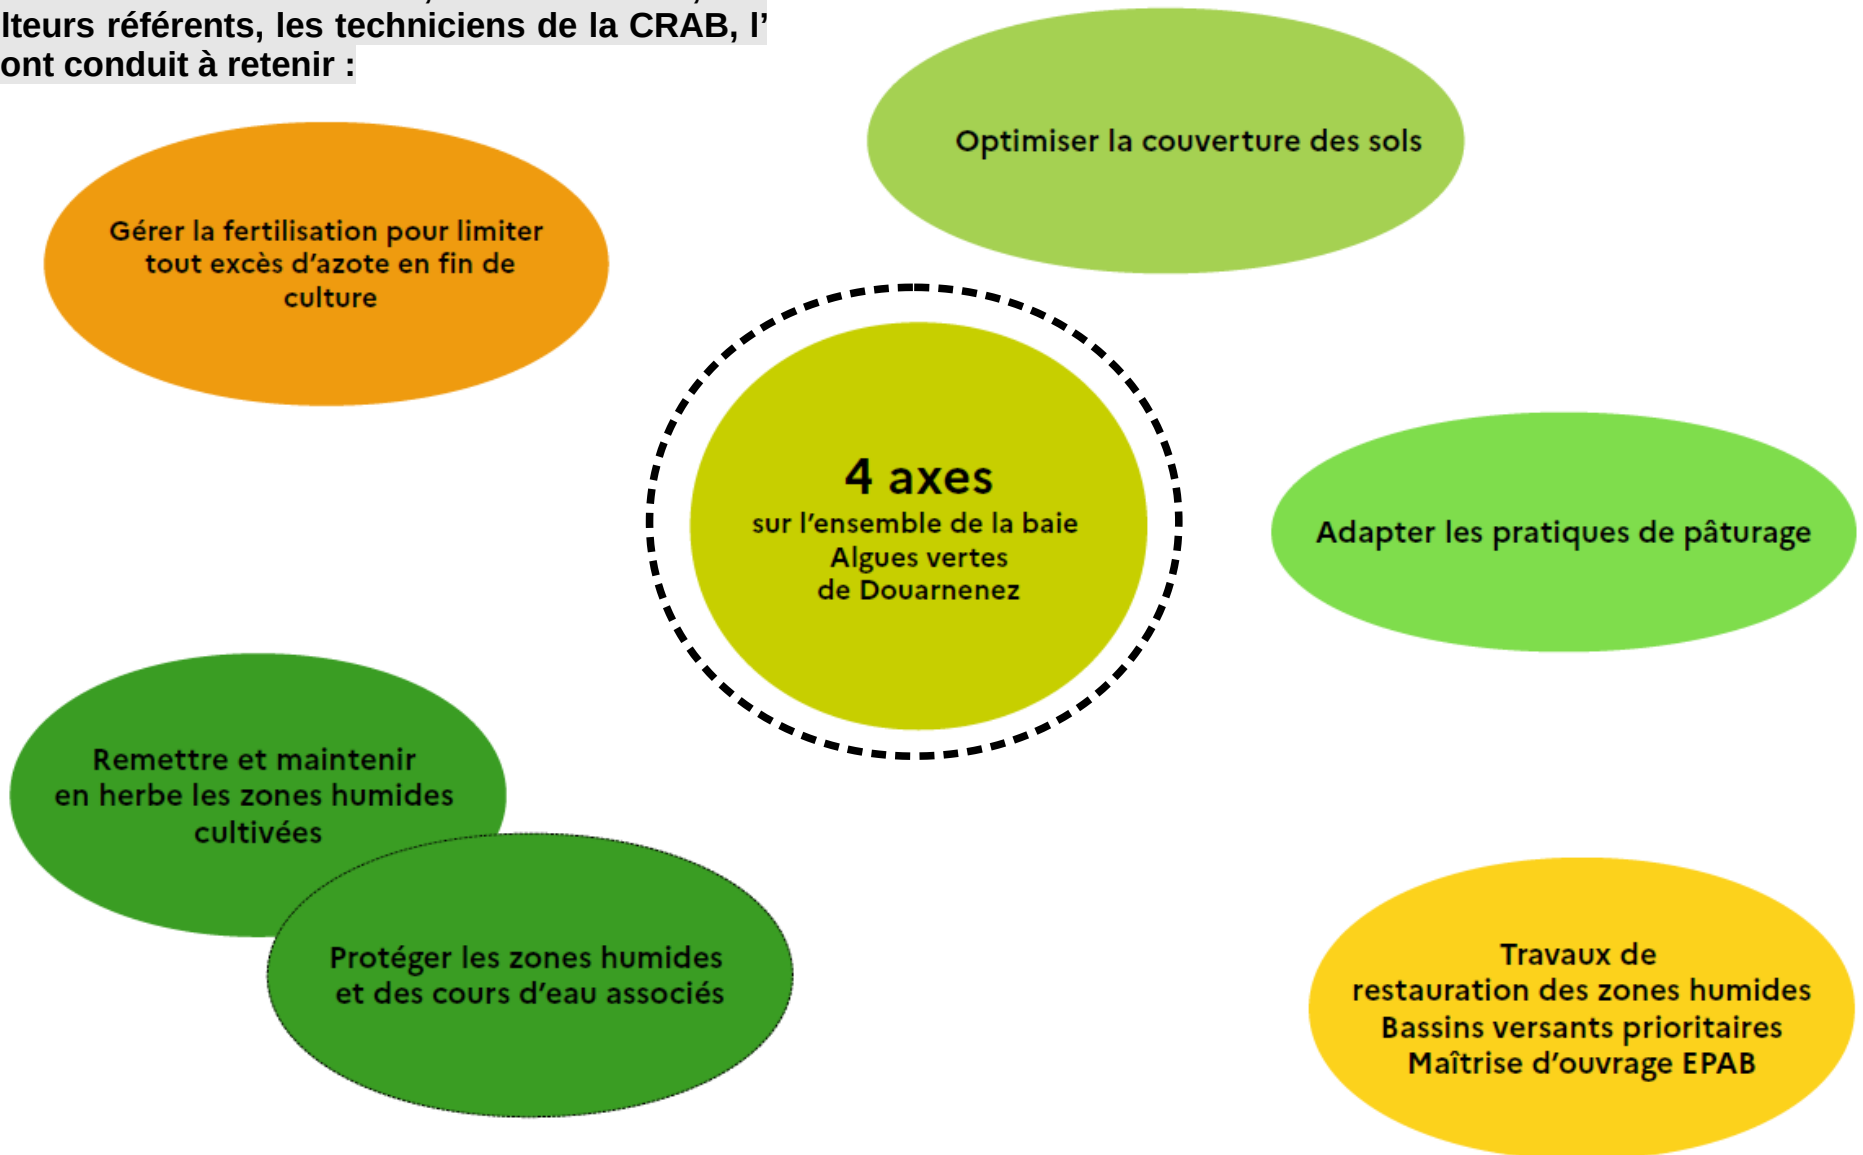 lteurs référents, les techniciens de la CRAB, l’
ont conduit à retenir :
Optimiser la couverture des sols
Gérer la fertilisation pour limiter
tout excès d’azote en fin de
culture
4 axes
sur l’ensemble de la baie
Algues vertes
de Douarnenez
Adapter les pratiques de pâturage
Remettre et maintenir
en herbe les zones humides
cultivées
Protéger les zones humides
et des cours d’eau associés
Travaux de
restauration des zones humides
Bassins versants prioritaires
Maîtrise d’ouvrage EPAB